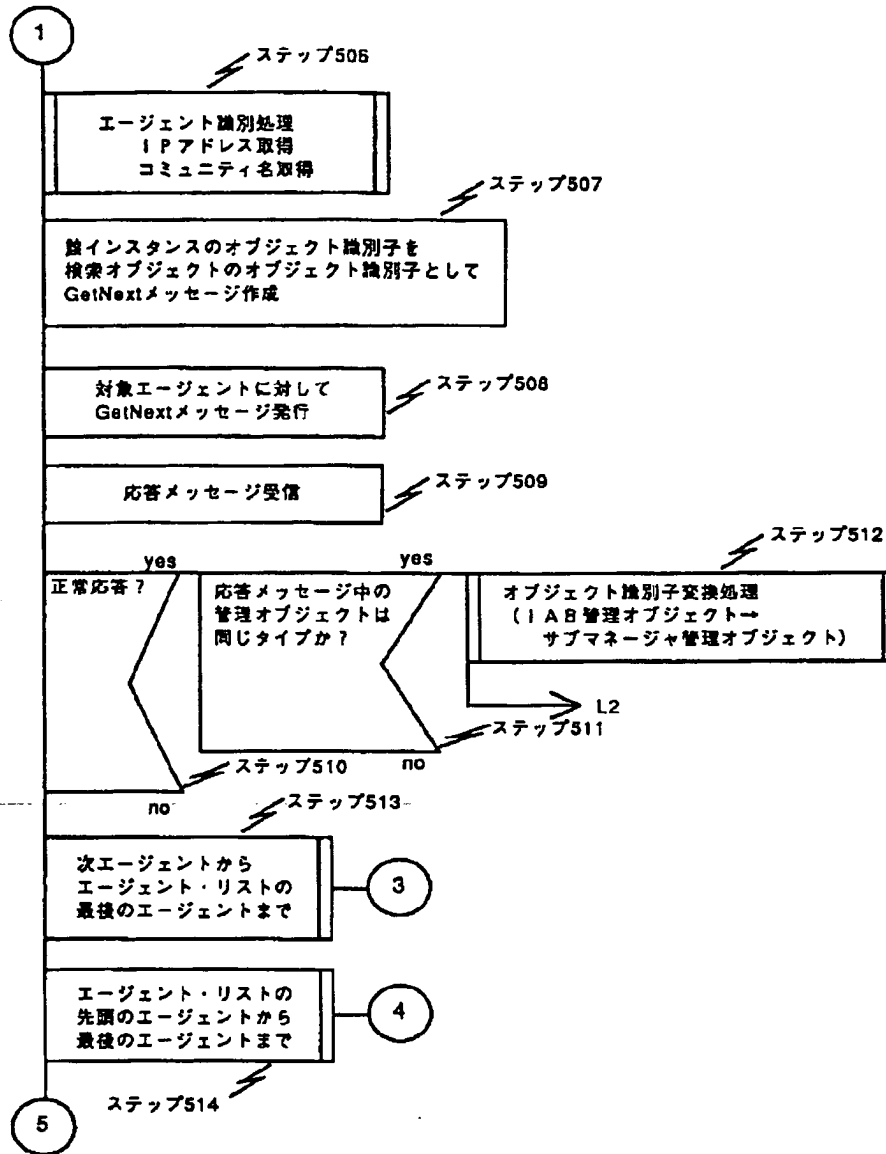 1
ステップ506
エージェント識別処理
IPアドレス取得
コミュニティ名取得
ステップ507
該インスタンスのオブジェクト識別子を
検索オブジェクトのオブジェクト識別子として
GetNextメッセージ作成
対象エージェントに対して
GetNextメッセージ発行
ステップ508
応答メッセージ受信
ステップ509
ステップ512
yes
yes
正常応答?
応答メッセージ中の
管理オブジェクトは
同じタイプか?
オブジェクト識別子変換処理
(IAB管理オブジェクト→
サブマネージャ管理オブジェクト)
L2
ステップ511
no
ステップ510
no
ステップ513
次エージェントから
エージェント・リストの
最後のエージェントまで
3
エージェント・リストの
先頭のエージェントから
最後のエージェントまで
4
ステップ514
5